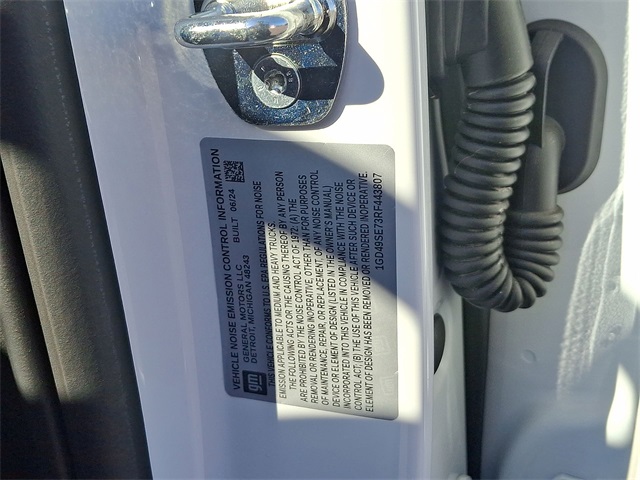 VEHICLE NOISE EMISSION CONTROL INFORMATION
GENERAL MOTORS LLC BUILT 06/24
DETROIT, MICHIGAN 48243
gm
THIS VEHICLE CONFORMS TO U.S. EPA REGULATIONS FOR NOISE
EMISSION APPLICABLE TO MEDIUM AND HEAVY TRUCKS.
THE FOLLOWING ACTS OR THE CAUSING THEREOF BY ANY PERSON
ARE PROHIBITED BY THE NOISE CONTROL ACT OF 1972: (A) THE
REMOVAL OR RENDERING INOPERATIVE, OTHER THAN FOR PURPOSES
OF MAINTENANCE, REPAIR, OR REPLACEMENT OF ANY NOISE CONTROL
DEVICE OR ELEMENT OF DESIGN (LISTED IN THE OWNER'S MANUAL)
INCORPORATED INTO THIS VEHICLE IN COMPLIANCE WITH THE NOISE
CONTROL ACT; (B) THE USE OF THIS VEHICLE AFTER SUCH DEVICE OR
ELEMENT OF DESIGN HAS BEEN REMOVED OR RENDERED INOPERATIVE.
1GD49SE73RF443807